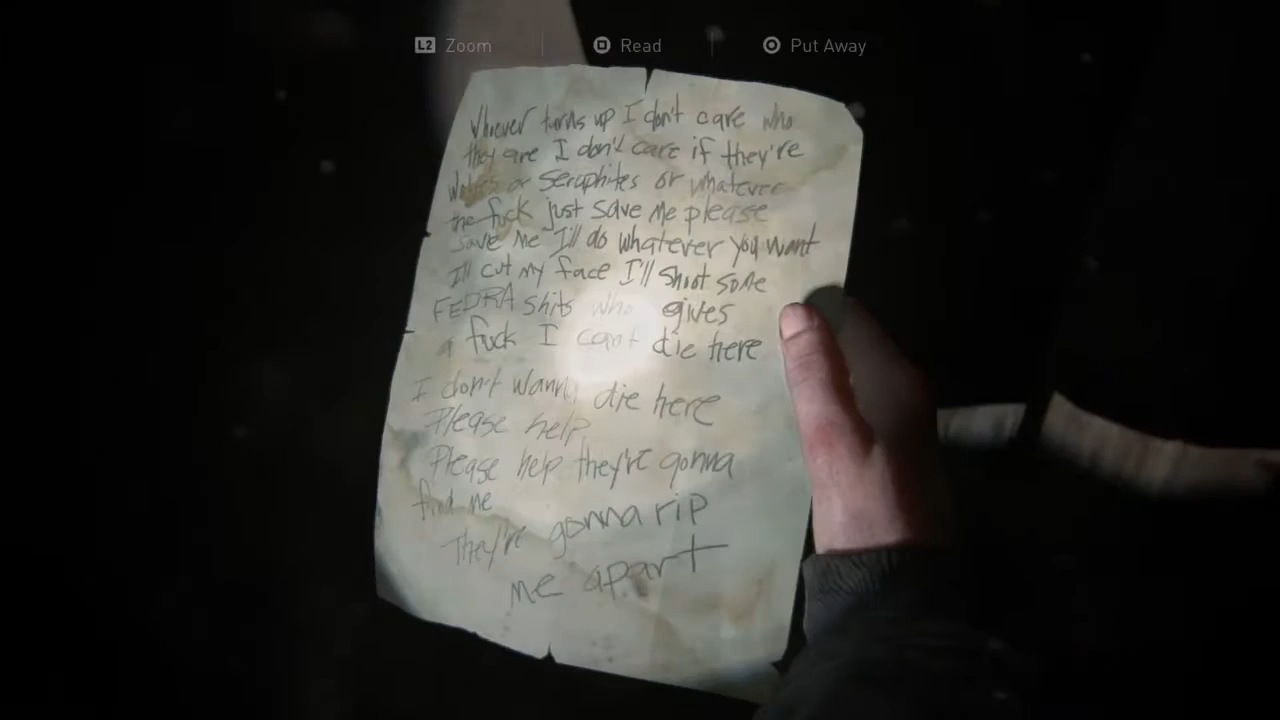 L2 Zoom Read Put Away
Whoever turns up I don't care who
they are I don't care if they're
Wolves or Seraphites or whatever
the fuck just save me please
save me I'll do whatever you want
I'll cut my face I'll shoot some
FEDRA shits who gives
a fuck I can't die here
I don't wanna die here
Please help
Please help they're gonna
find me
They're gonna rip
me apart